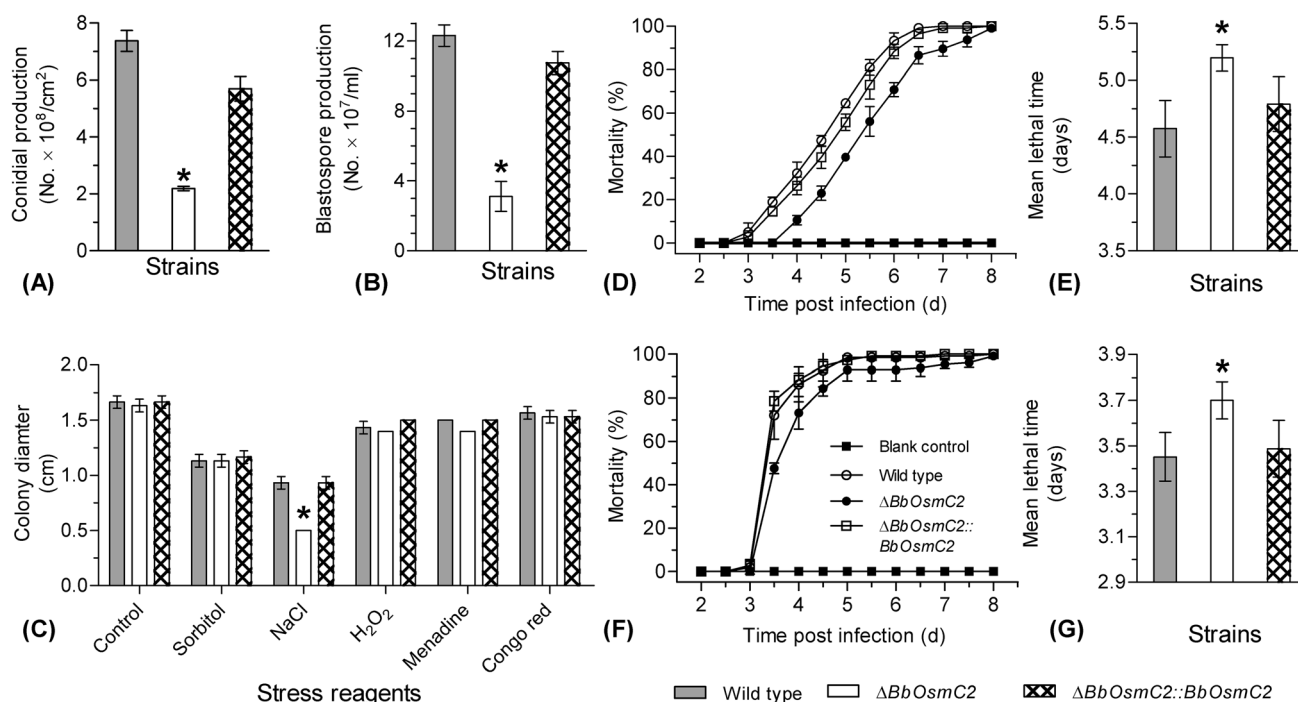 8
6
4
2
0
Conidial production
(No. × 10⁸/cm²)
*
Strains
(A)
12
9
6
3
0
Blastospore production
(No. × 10⁷/ml)
*
Strains
(B)
100
80
60
40
20
0
Mortality (%)
2 3 4 5 6 7 8
Time post infection (d)
(D)
5.5
5.0
4.5
4.0
3.5
Mean lethal time
(days)
*
Strains
(E)
2.0
1.5
1.0
0.5
0.0
Colony diamter
(cm)
*
Control
Sorbitol
NaCl
H₂O₂
Menadine
Congo red
Stress reagents
(C)
100
80
60
40
20
0
Mortality (%)
Blank control
Wild type
ΔBbOsmC2
ΔBbOsmC2::
BbOsmC2
2 3 4 5 6 7 8
Time post infection (d)
(F)
3.9
3.7
3.5
3.3
3.1
2.9
Mean lethal time
(days)
*
Strains
(G)
Wild type ΔBbOsmC2 ΔBbOsmC2::BbOsmC2